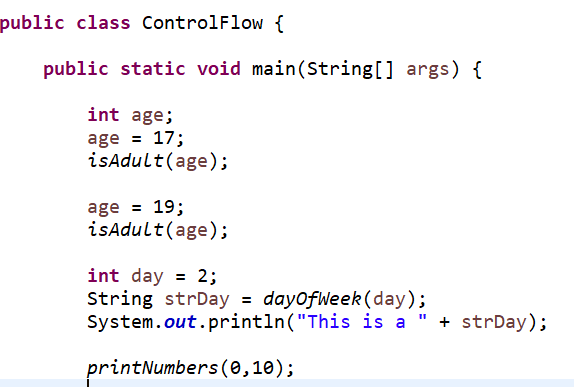 public class ControlFlow {
public static void main(String[] args) {
int age;
age = 17;
isAdult(age);
age = 19;
isAdult(age);
int day = 2;
String strDay = dayOfWeek(day);
System.out.println("This is a " + strDay);
printNumbers(0,10);